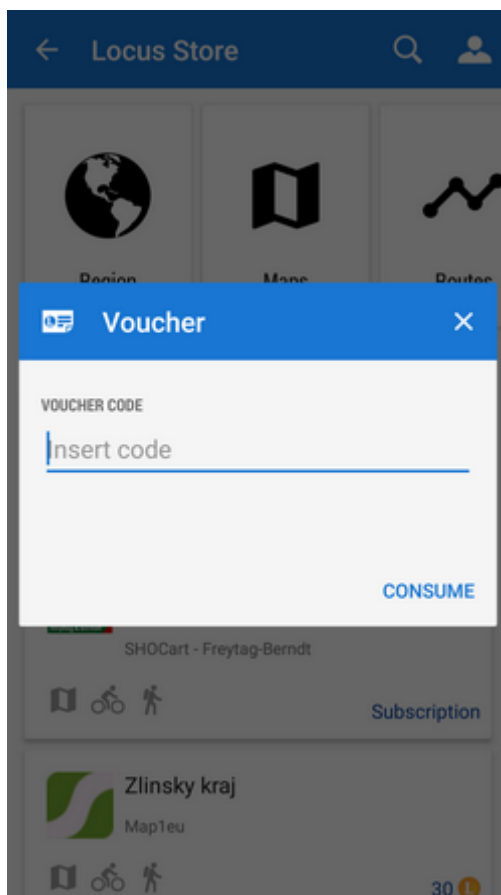 Locus Store
Region
Maps
Routes
Voucher
VOUCHER CODE
Insert code
CONSUME
SHOCart - Freytag-Berndt
Subscription
Zlinsky kraj
Map1eu
30 L